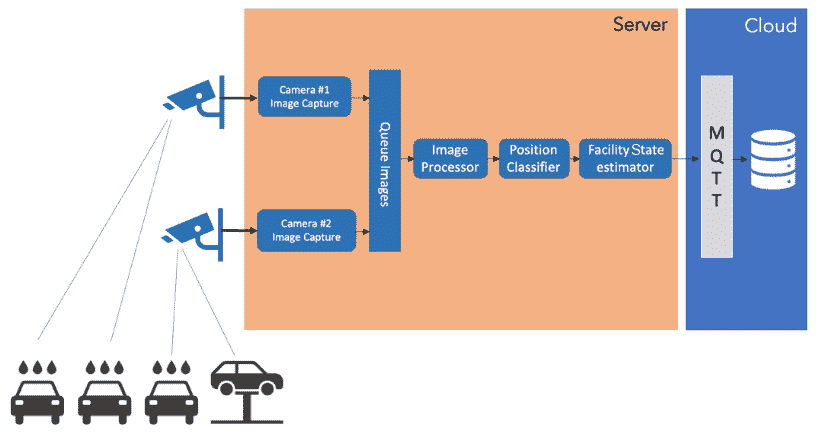 Server
Cloud
Camera #1
Image Capture
Camera #2
Image Capture
Queue Images
Image
Processor
Position
Classifier
Facility State
estimator
M
Q
T
T